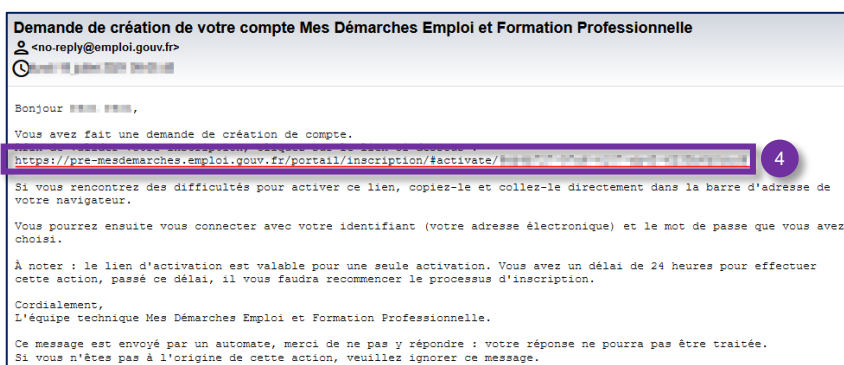 Demande de création de votre compte Mes Démarches Emploi et Formation Professionnelle
<no-reply@emploi.gouv.fr>
Bonjour
Vous avez fait une demande de création de compte.
https://pre-mesdemarches.emploi.gouv.fr/portail/inscription/#activate/
4
Si vous rencontrez des difficultés pour activer ce lien, copiez-le et collez-le directement dans la barre d'adresse de
votre navigateur.
Vous pourrez ensuite vous connecter avec votre identifiant (votre adresse électronique) et le mot de passe que vous avez
choisi.
À noter : le lien d'activation est valable pour une seule activation. Vous avez un délai de 24 heures pour effectuer
cette action, passé ce délai, il vous faudra recommencer le processus d'inscription.
Cordialement,
L'équipe technique Mes Démarches Emploi et Formation Professionnelle.
Ce message est envoyé par un automate, merci de ne pas y répondre : votre réponse ne pourra pas être traitée.
Si vous n'êtes pas à l'origine de cette action, veuillez ignorer ce message.